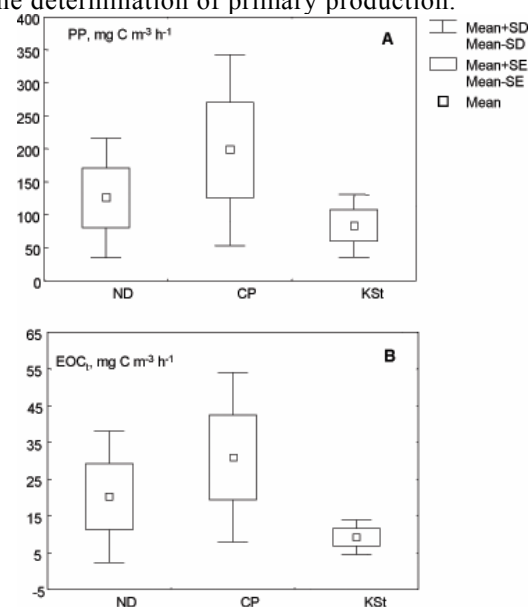 he determination of primary production.
400
PP, mg C m⁻³ h⁻¹
A
350
300
250
200
150
100
50
0
ND CP KSt
Mean+SD
Mean-SD
Mean+SE
Mean-SE
Mean
65
EOCₜ, mg C m⁻³ h⁻¹
B
55
45
35
25
15
5
-5
ND CP KSt